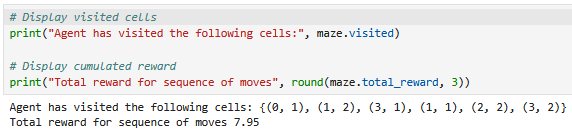 # Display visited cells
print("Agent has visited the following cells:", maze.visited)
# Display cumulated reward
print("Total reward for sequence of moves", round(maze.total_reward, 3))
Agent has visited the following cells: {(0, 1), (1, 2), (3, 1), (1, 1), (2, 2), (3, 2)}
Total reward for sequence of moves 7.95